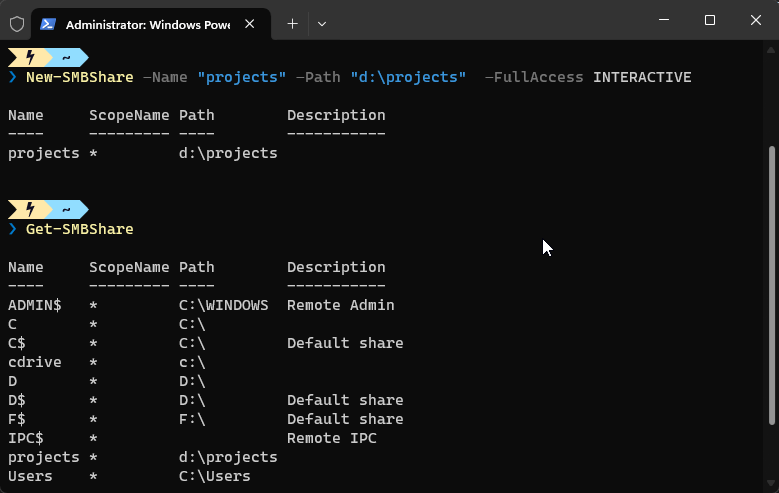 Administrator: Windows Powe
~
❯ New-SMBShare -Name "projects" -Path "d:\projects"  -FullAccess INTERACTIVE
Name     ScopeName Path        Description
----     --------- ----        -----------
projects *         d:\projects
~
❯ Get-SMBShare
Name     ScopeName Path        Description
----     --------- ----        -----------
ADMIN$   *         C:\WINDOWS  Remote Admin
C        *         C:\
C$       *         C:\         Default share
cdrive   *         c:\
D        *         D:\
D$       *         D:\         Default share
F$       *         F:\         Default share
IPC$     *                     Remote IPC
projects *         d:\projects
Users    *         C:\Users